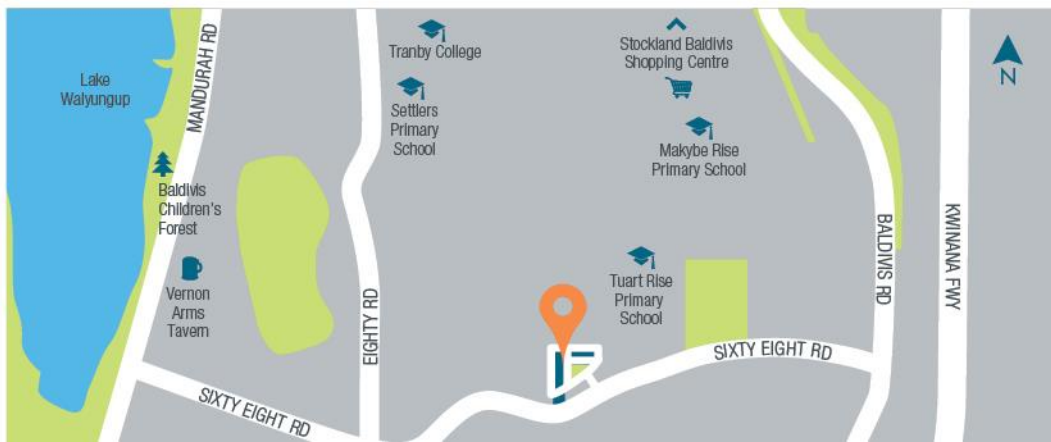 Lake
Walyungup
MANDURAH RD
Tranby College
Settlers
Primary
School
Stockland Baldivis
Shopping Centre
Makybe Rise
Primary School
N
Baldivis
Children's
Forest
Vernon
Arms
Tavern
EIGHTY RD
Tuart Rise
Primary
School
BALDIVIS RD
KWINANA FWY
SIXTY EIGHT RD
SIXTY EIGHT RD